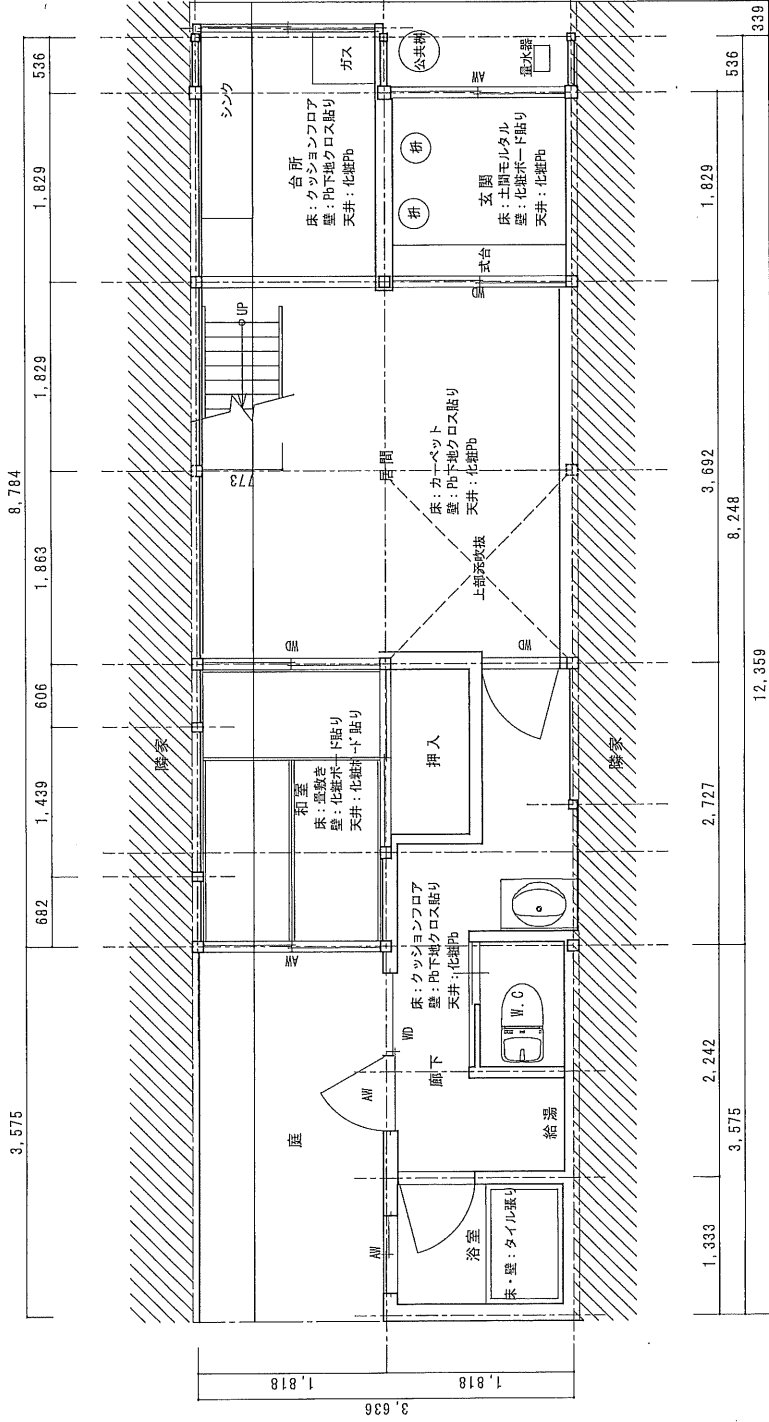 3,575
8,784
682
1,439
606
1,863
1,829
1,829
536
隣家
シンク
ガス
台所
床：クッションフロア
壁：Pb下地クロス貼り
天井：化粧Pb
公共桝
量水器
AW
桝
桝
玄関
床：土間モルタル
壁：化粧ボード貼り
天井：化粧Pb
式台
WD
UP
773
居間
床：カーペット
壁：Pb下地クロス貼り
天井：化粧Pb
WD
WD
和室
床：畳敷き
壁：化粧ボード貼り
天井：化粧ボード貼り
押入
AW
庭
AW
WD
廊下
床：クッションフロア
壁：Pb下地クロス貼り
天井：化粧Pb
W.C
給湯
AW
浴室
床・壁：タイル張り
隣家
1,818
1,818
3,636
1,333
2,242
2,727
3,692
1,829
536
3,575
8,248
12,359
339